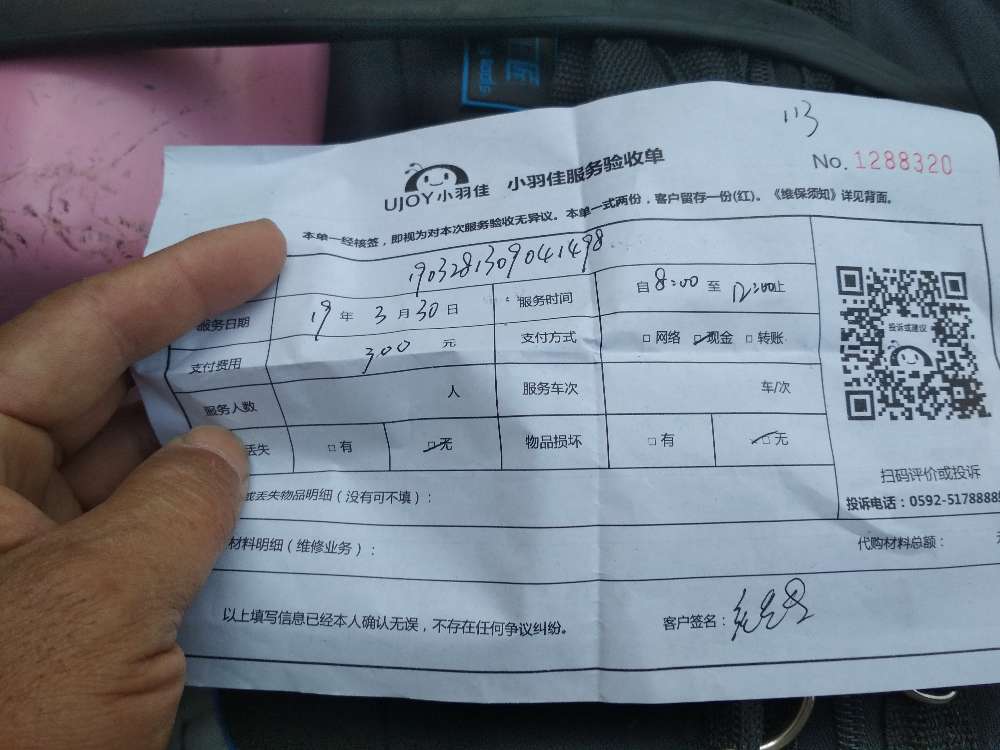 113
No. 1288320
UJOY小羽佳 小羽佳服务验收单
本单一经核签，即视为对本次服务验收无异议。本单一式两份，客户留存一份(红)。《维保须知》详见背面。
1903281309041498
服务日期 19 年 3 月 30 日 服务时间 自 8:00 至 12:00止
支付费用 300 元 支付方式 □ 网络 ☑ 现金 □ 转账
服务人数 人 服务车次 车/次
丢失 □ 有 ☑ 无 物品损坏 □ 有 ☑ 无
投诉或建议
扫码评价或投诉
投诉电话：0592-5178885
或丢失物品明细（没有可不填）：
材料明细（维修业务）： 代购材料总额：
以上填写信息已经本人确认无误，不存在任何争议纠纷。 客户签名：